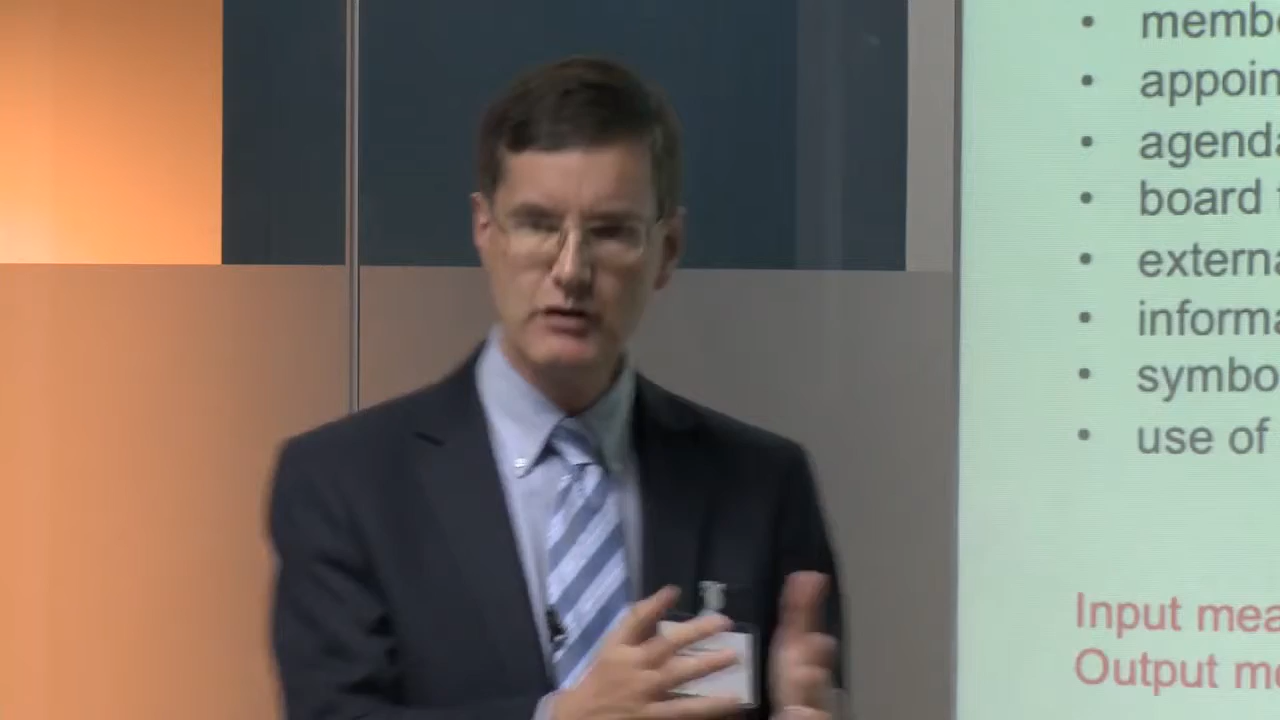 • membe
• appoin
• agenda
• board
• externa
• informa
• symbo
• use of
Input mea
Output me